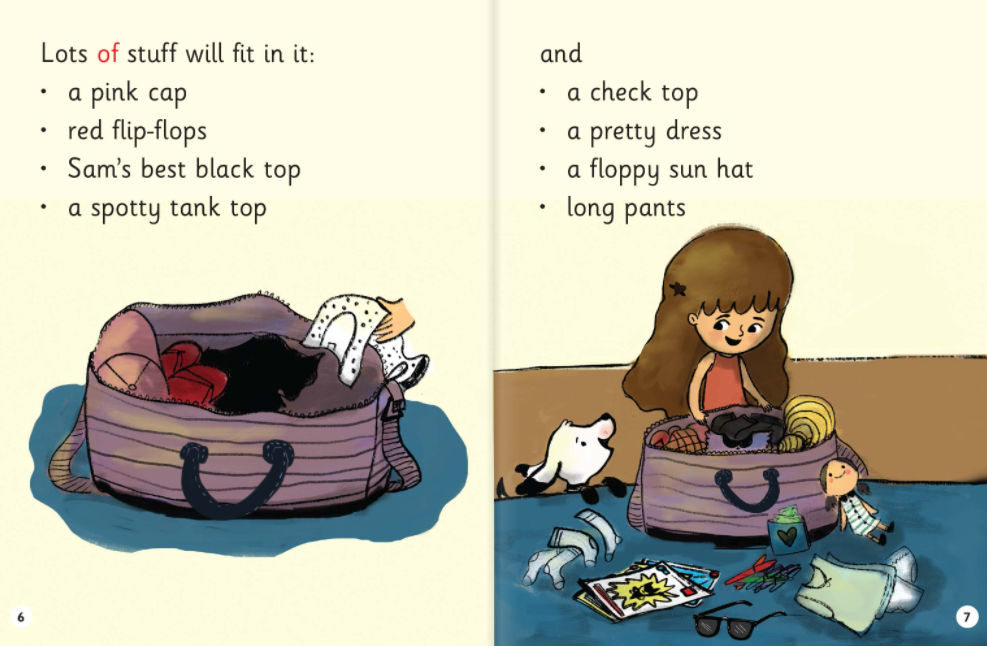 Lots of stuff will fit in it:
• a pink cap
• red flip-flops
• Sam's best black top
• a spotty tank top
6
and
• a check top
• a pretty dress
• a floppy sun hat
• long pants
7